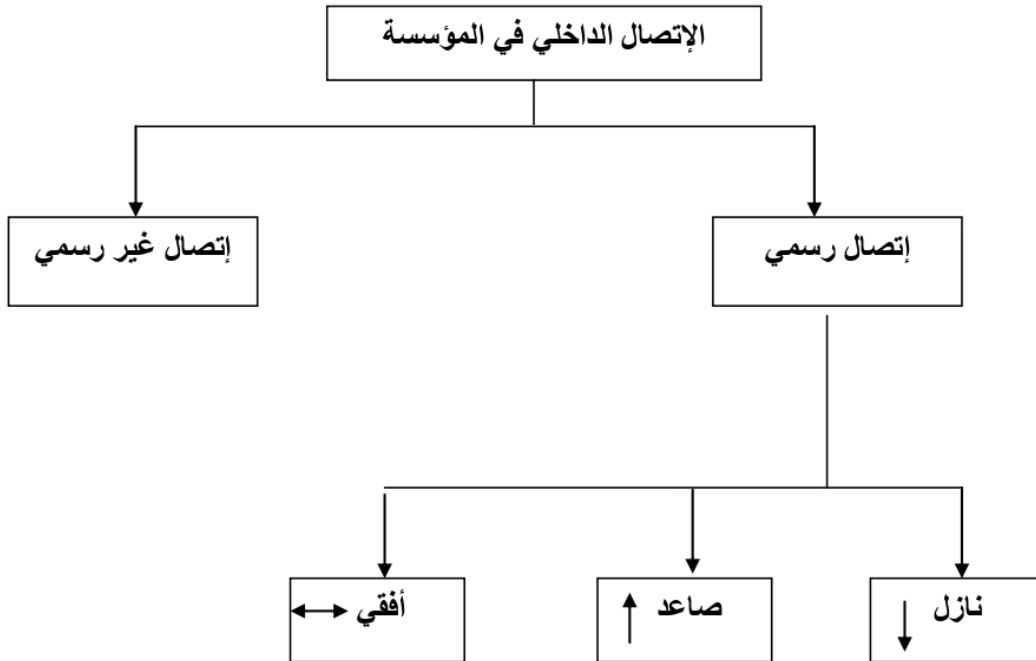 الإتصال الداخلي في المؤسسة
إتصال رسمي
إتصال غير رسمي
نازل
صاعد
أفقي